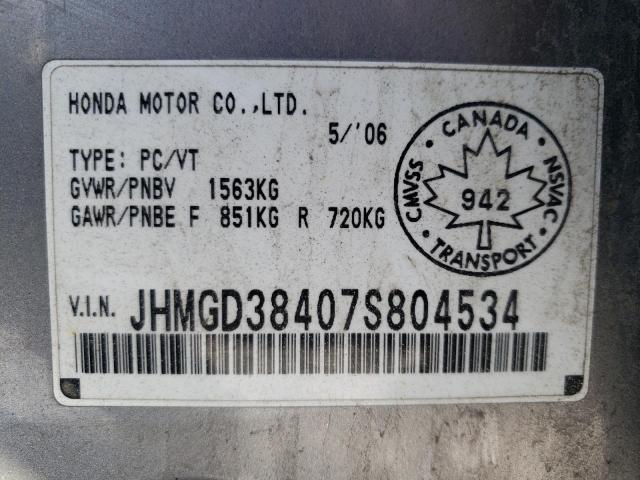 HONDA MOTOR CO.,LTD.
5/'06
TYPE: PC/VT
GVWR/PNBV 1563KG
GAWR/PNBE F 851KG R 720KG
CMVSS • CANADA • NSVAC • TRANSPORT •
942
V.I.N. JHMGD38407S804534